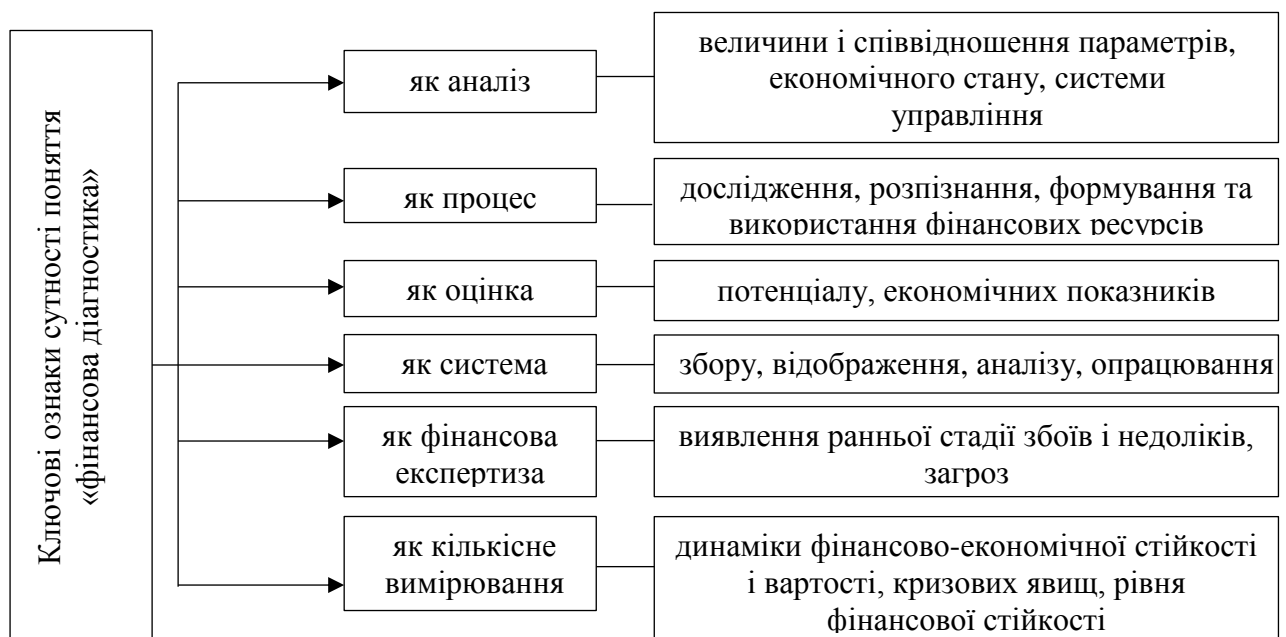 Ключові ознаки сутності поняття
«фінансова діагностика»
як аналіз
величини і співвідношення параметрів,
економічного стану, системи
управління
як процес
дослідження, розпізнання, формування та
використання фінансових ресурсів
як оцінка
потенціалу, економічних показників
як система
збору, відображення, аналізу, опрацювання
як фінансова
експертиза
виявлення ранньої стадії збоїв і недоліків,
загроз
як кількісне
вимірювання
динаміки фінансово-економічної стійкості
і вартості, кризових явищ, рівня
фінансової стійкості